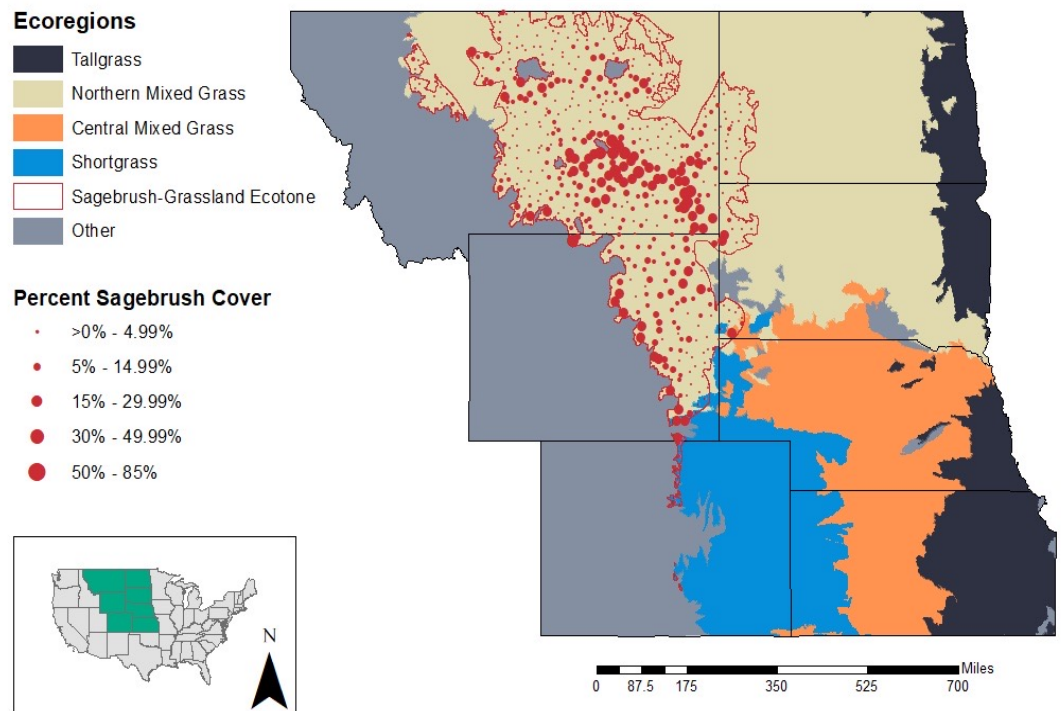 Ecoregions
Tallgrass
Northern Mixed Grass
Central Mixed Grass
Shortgrass
Sagebrush-Grassland Ecotone
Other
Percent Sagebrush Cover
>0% - 4.99%
5% - 14.99%
15% - 29.99%
30% - 49.99%
50% - 85%
N
Miles
0 87.5 175 350 525 700